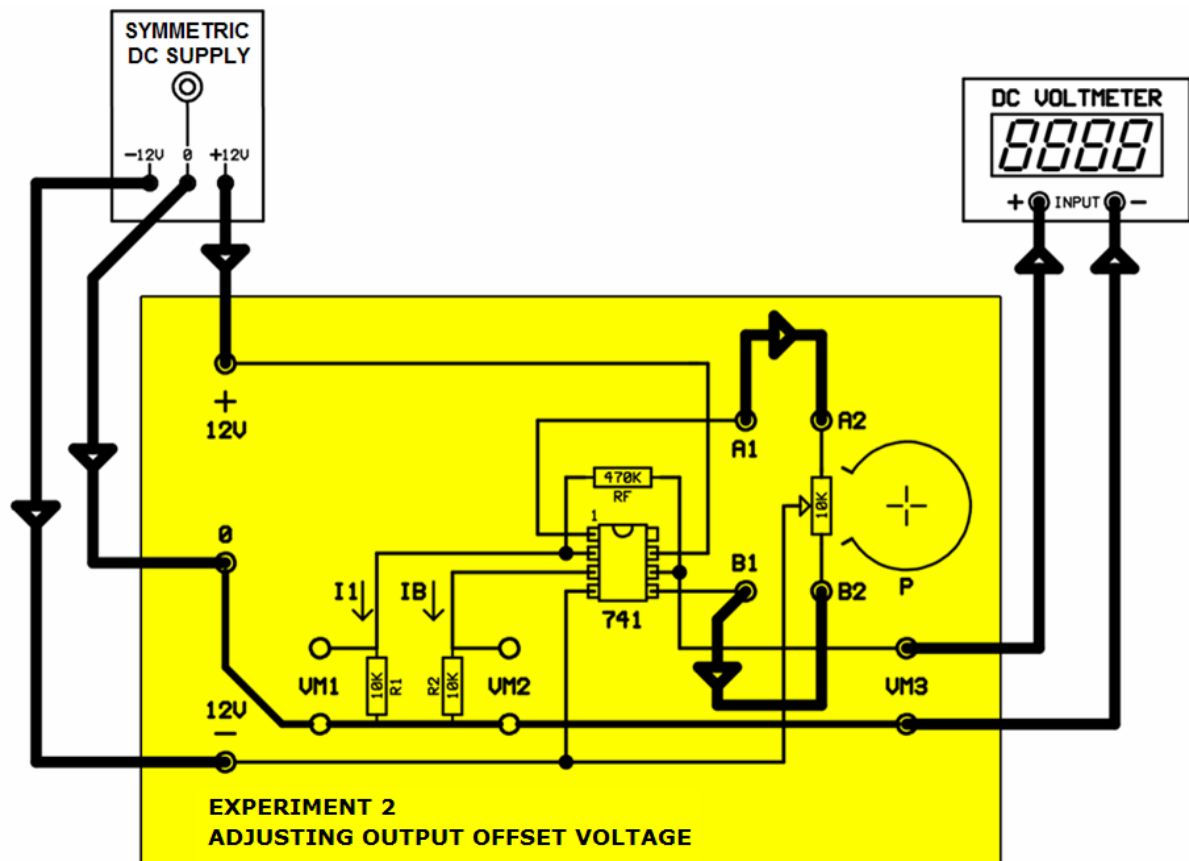 SYMMETRIC
DC SUPPLY
-12V 0 +12V
DC VOLTMETER
8888
+ INPUT -
+
12V
A1
A2
470K
RF
1
10K
0
I1
IB
B1
B2
P
741
VM1
10K
R1
R2
10K
VM2
VM3
12V
-
EXPERIMENT 2
ADJUSTING OUTPUT OFFSET VOLTAGE